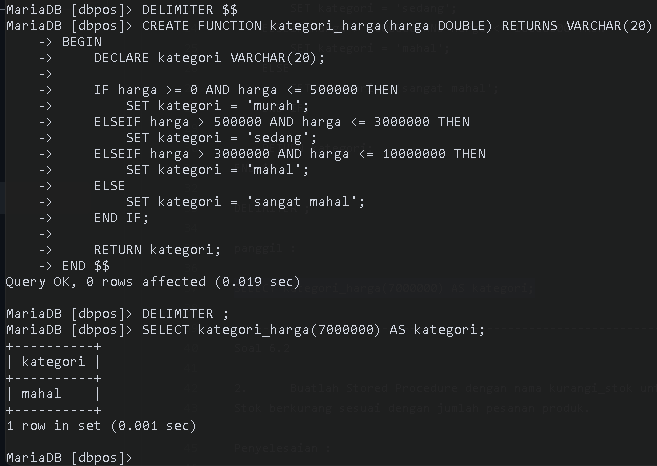 MariaDB [dbpos]> DELIMITER $$
MariaDB [dbpos]> CREATE FUNCTION kategori_harga(harga DOUBLE) RETURNS VARCHAR(20)
    -> BEGIN
    ->     DECLARE kategori VARCHAR(20);
    ->
    ->     IF harga >= 0 AND harga <= 500000 THEN
    ->         SET kategori = 'murah';
    ->     ELSEIF harga > 500000 AND harga <= 3000000 THEN
    ->         SET kategori = 'sedang';
    ->     ELSEIF harga > 3000000 AND harga <= 10000000 THEN
    ->         SET kategori = 'mahal';
    ->     ELSE
    ->         SET kategori = 'sangat mahal';
    ->     END IF;
    ->
    ->     RETURN kategori;
    -> END $$
Query OK, 0 rows affected (0.019 sec)

MariaDB [dbpos]> DELIMITER ;
MariaDB [dbpos]> SELECT kategori_harga(7000000) AS kategori;
+----------+
| kategori |
+----------+
| mahal    |
+----------+
1 row in set (0.001 sec)

MariaDB [dbpos]>